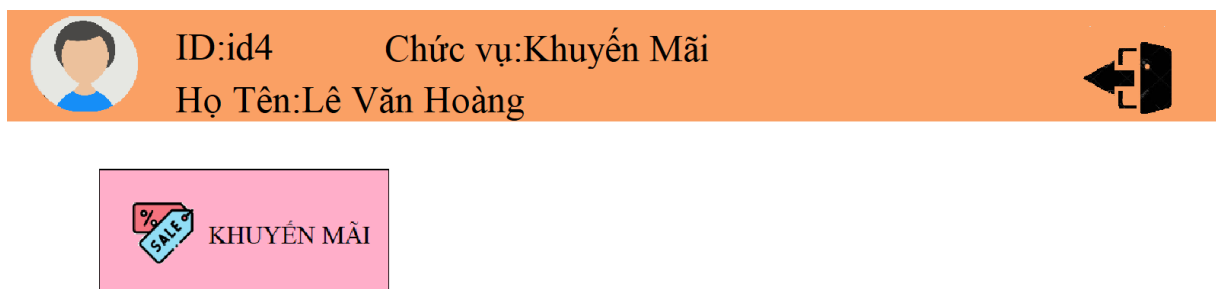 ID:id4 Chức vụ:Khuyến Mãi
Họ Tên:Lê Văn Hoàng
% SALE
KHUYẾN MÃI